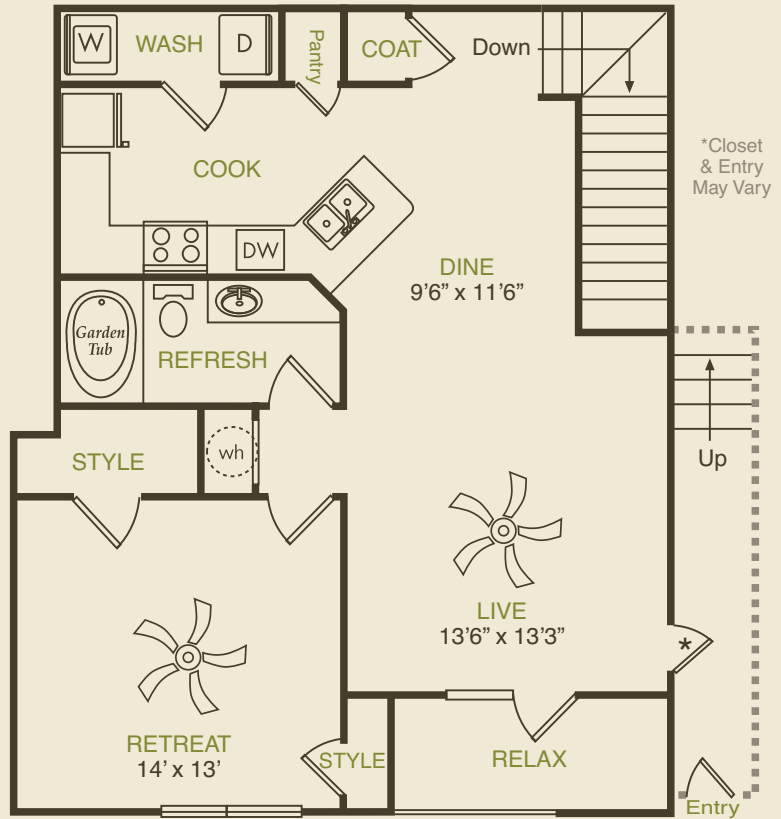 W
WASH
D
Pantry
COAT
Down
*Closet
& Entry
May Vary
COOK
DW
DINE
9’6” x 11’6”
Garden
Tub
REFRESH
STYLE
wh
Up
LIVE
13’6” x 13’3”
*
RETREAT
14’ x 13’
STYLE
RELAX
Entry